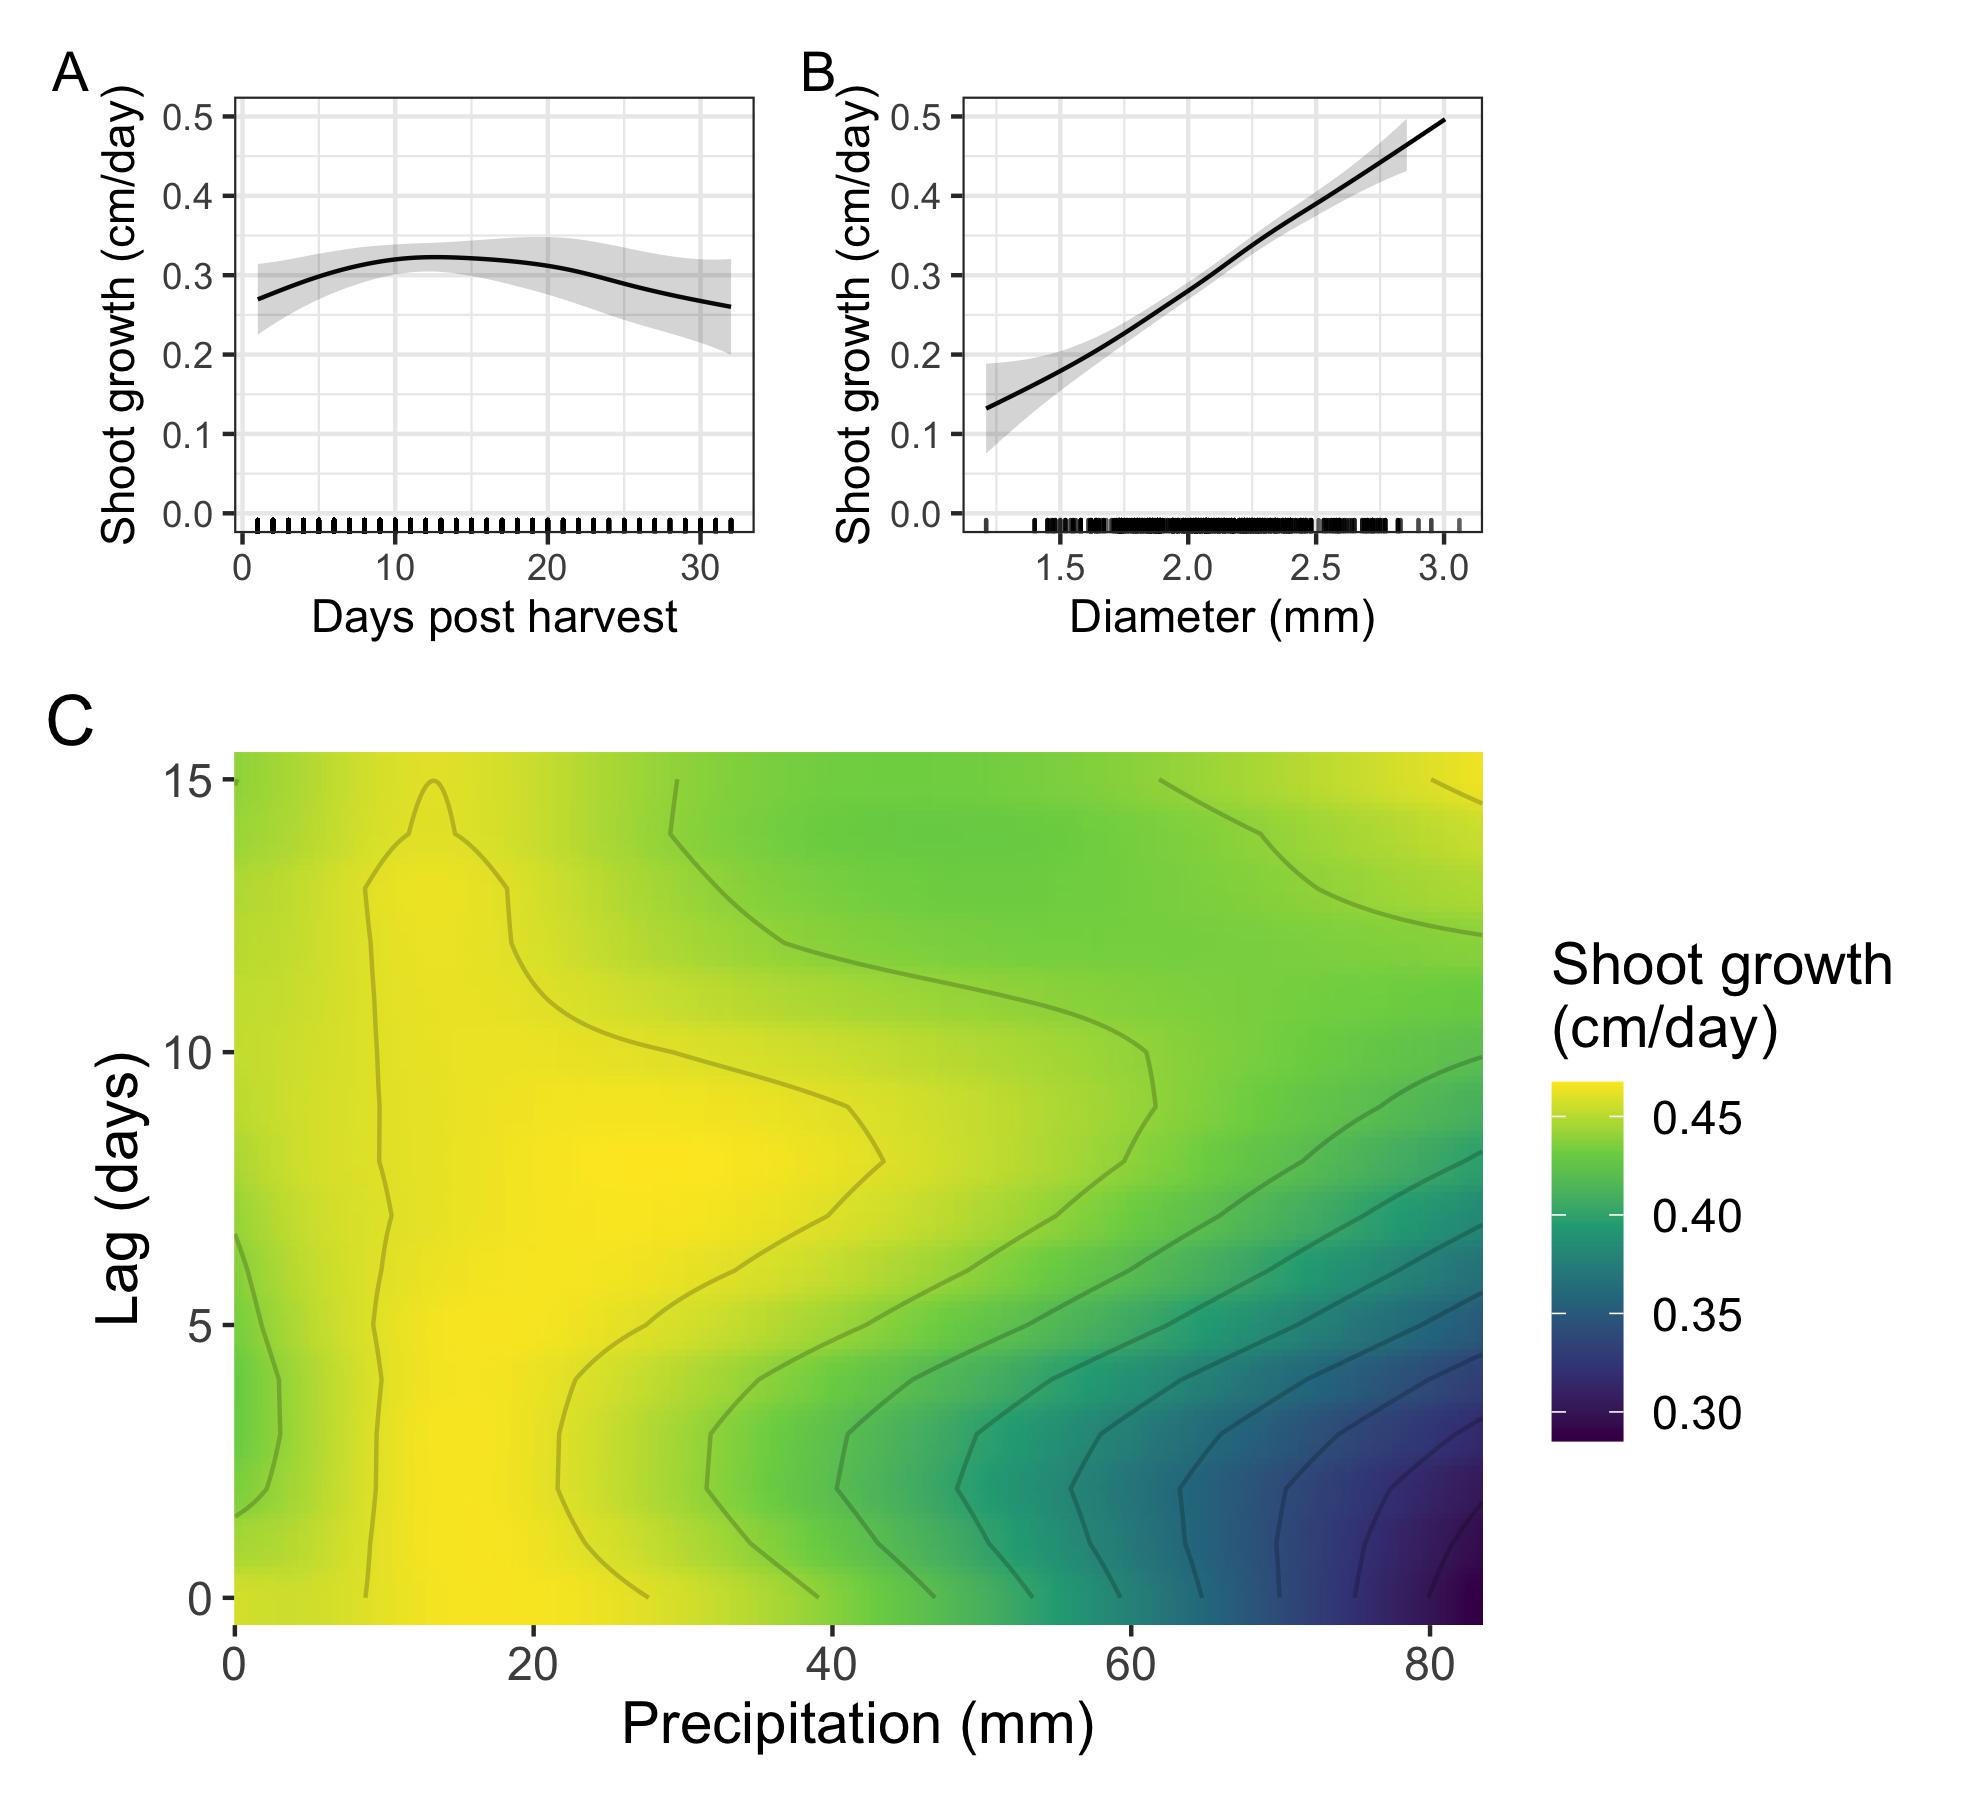 A
Shoot growth (cm/day)
0.5
0.4
0.3
0.2
0.1
0.0
0 10 20 30
Days post harvest
B
Shoot growth (cm/day)
0.5
0.4
0.3
0.2
0.1
0.0
1.5 2.0 2.5 3.0
Diameter (mm)
C
Lag (days)
15
10
5
0
0 20 40 60 80
Precipitation (mm)
Shoot growth
(cm/day)
0.45
0.40
0.35
0.30